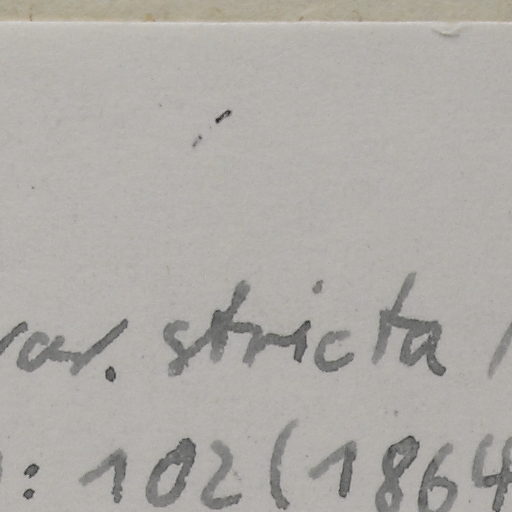 var. stricta
: 102 (1864